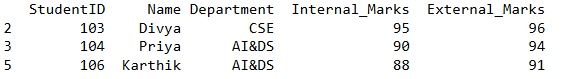 StudentID Name Department Internal_Marks External_Marks
2 103 Divya CSE 95 96
3 104 Priya AI&DS 90 94
5 106 Karthik AI&DS 88 91